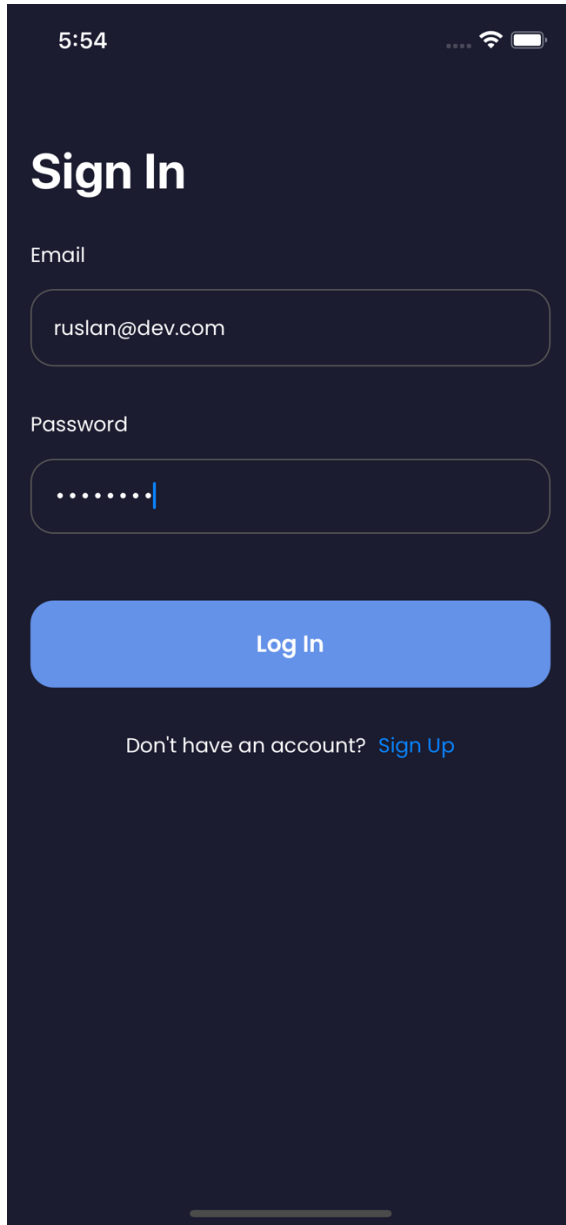 5:54
Sign In
Email
ruslan@dev.com
Password
••••••••
Log In
Don't have an account? Sign Up